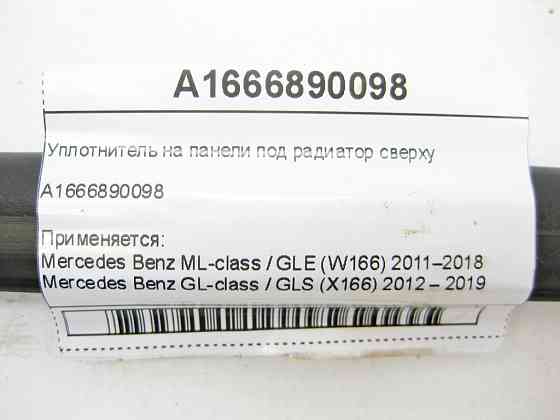 A1666890098
Уплотнитель на панели под радиатор сверху
A1666890098
Применяется:
Mercedes Benz ML-class / GLE (W166) 2011–2018
Mercedes Benz GL-class / GLS (X166) 2012 – 2019